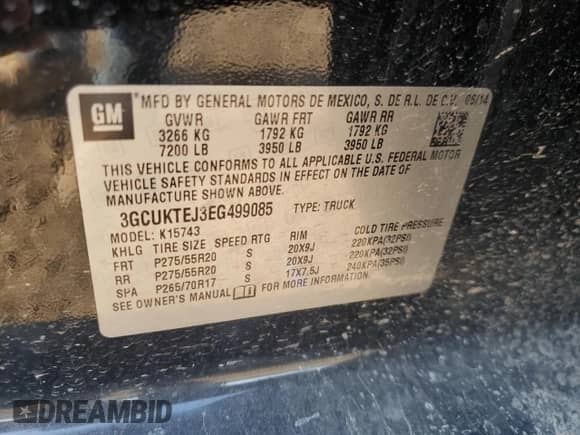 GM *MFD BY GENERAL MOTORS DE MEXICO, S. DE R.L. DE C.V. 05/14
GVWR GAWR FRT GAWR RR
3266 KG 1792 KG 1792 KG
7200 LB 3950 LB 3950 LB
THIS VEHICLE CONFORMS TO ALL APPLICABLE U.S. FEDERAL MOTOR
VEHICLE SAFETY STANDARDS IN EFFECT ON THE DATE OF
MANUFACTURE SHOWN ABOVE.
3GCUKTEJ3EG499085 TYPE: TRUCK
MODEL: K15743
KHLG TIRE SIZE SPEED RTG RIM COLD TIRE PRESSURE
FRT P275/55R20 S 20X9J 220KPA(32PSI)
RR P275/55R20 S 20X9J 220KPA(32PSI)
SPA P265/70R17 S 17X7.5J 240KPA(35PSI)
SEE OWNER'S MANUAL FOR MORE INFORMATION
DREAMBID